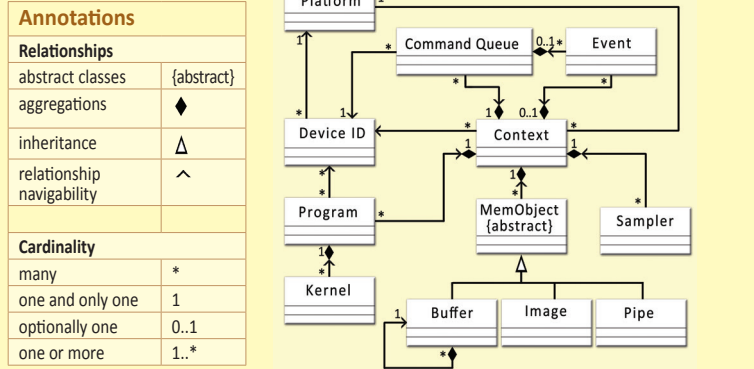 Annotations
Relationships
abstract classes {abstract}
aggregations
inheritance
relationship
navigability
Cardinality
many *
one and only one 1
optionally one 0..1
one or more 1..*
Platform 1
1
Command Queue 0..1 * Event
*
* *
* 1 1 0..1
Device ID * Context *
1 1
*
* 1
* * *
Program * MemObject
{abstract} Sampler
1
*
Kernel
1 Buffer Image Pipe
*